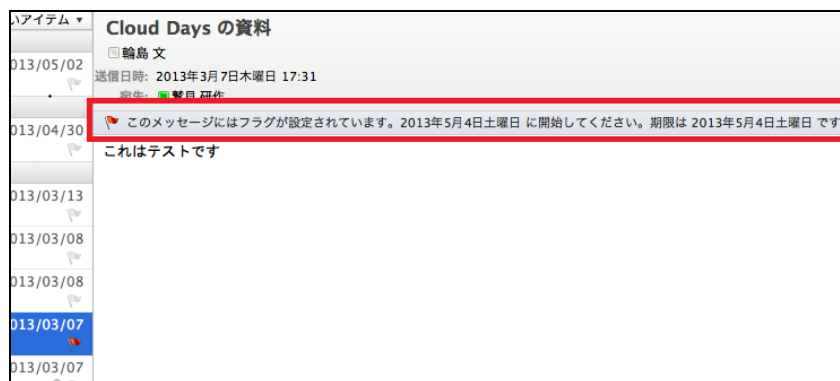 いアイテム ▼
013/05/02
013/04/30
013/03/13
013/03/08
013/03/08
013/03/07
013/03/07
Cloud Days の資料
輪島 文
送信日時: 2013年3月7日木曜日 17:31
宛先: 鷲見 研作
このメッセージにはフラグが設定されています。2013年5月4日土曜日 に開始してください。期限は 2013年5月4日土曜日 です
これはテストです